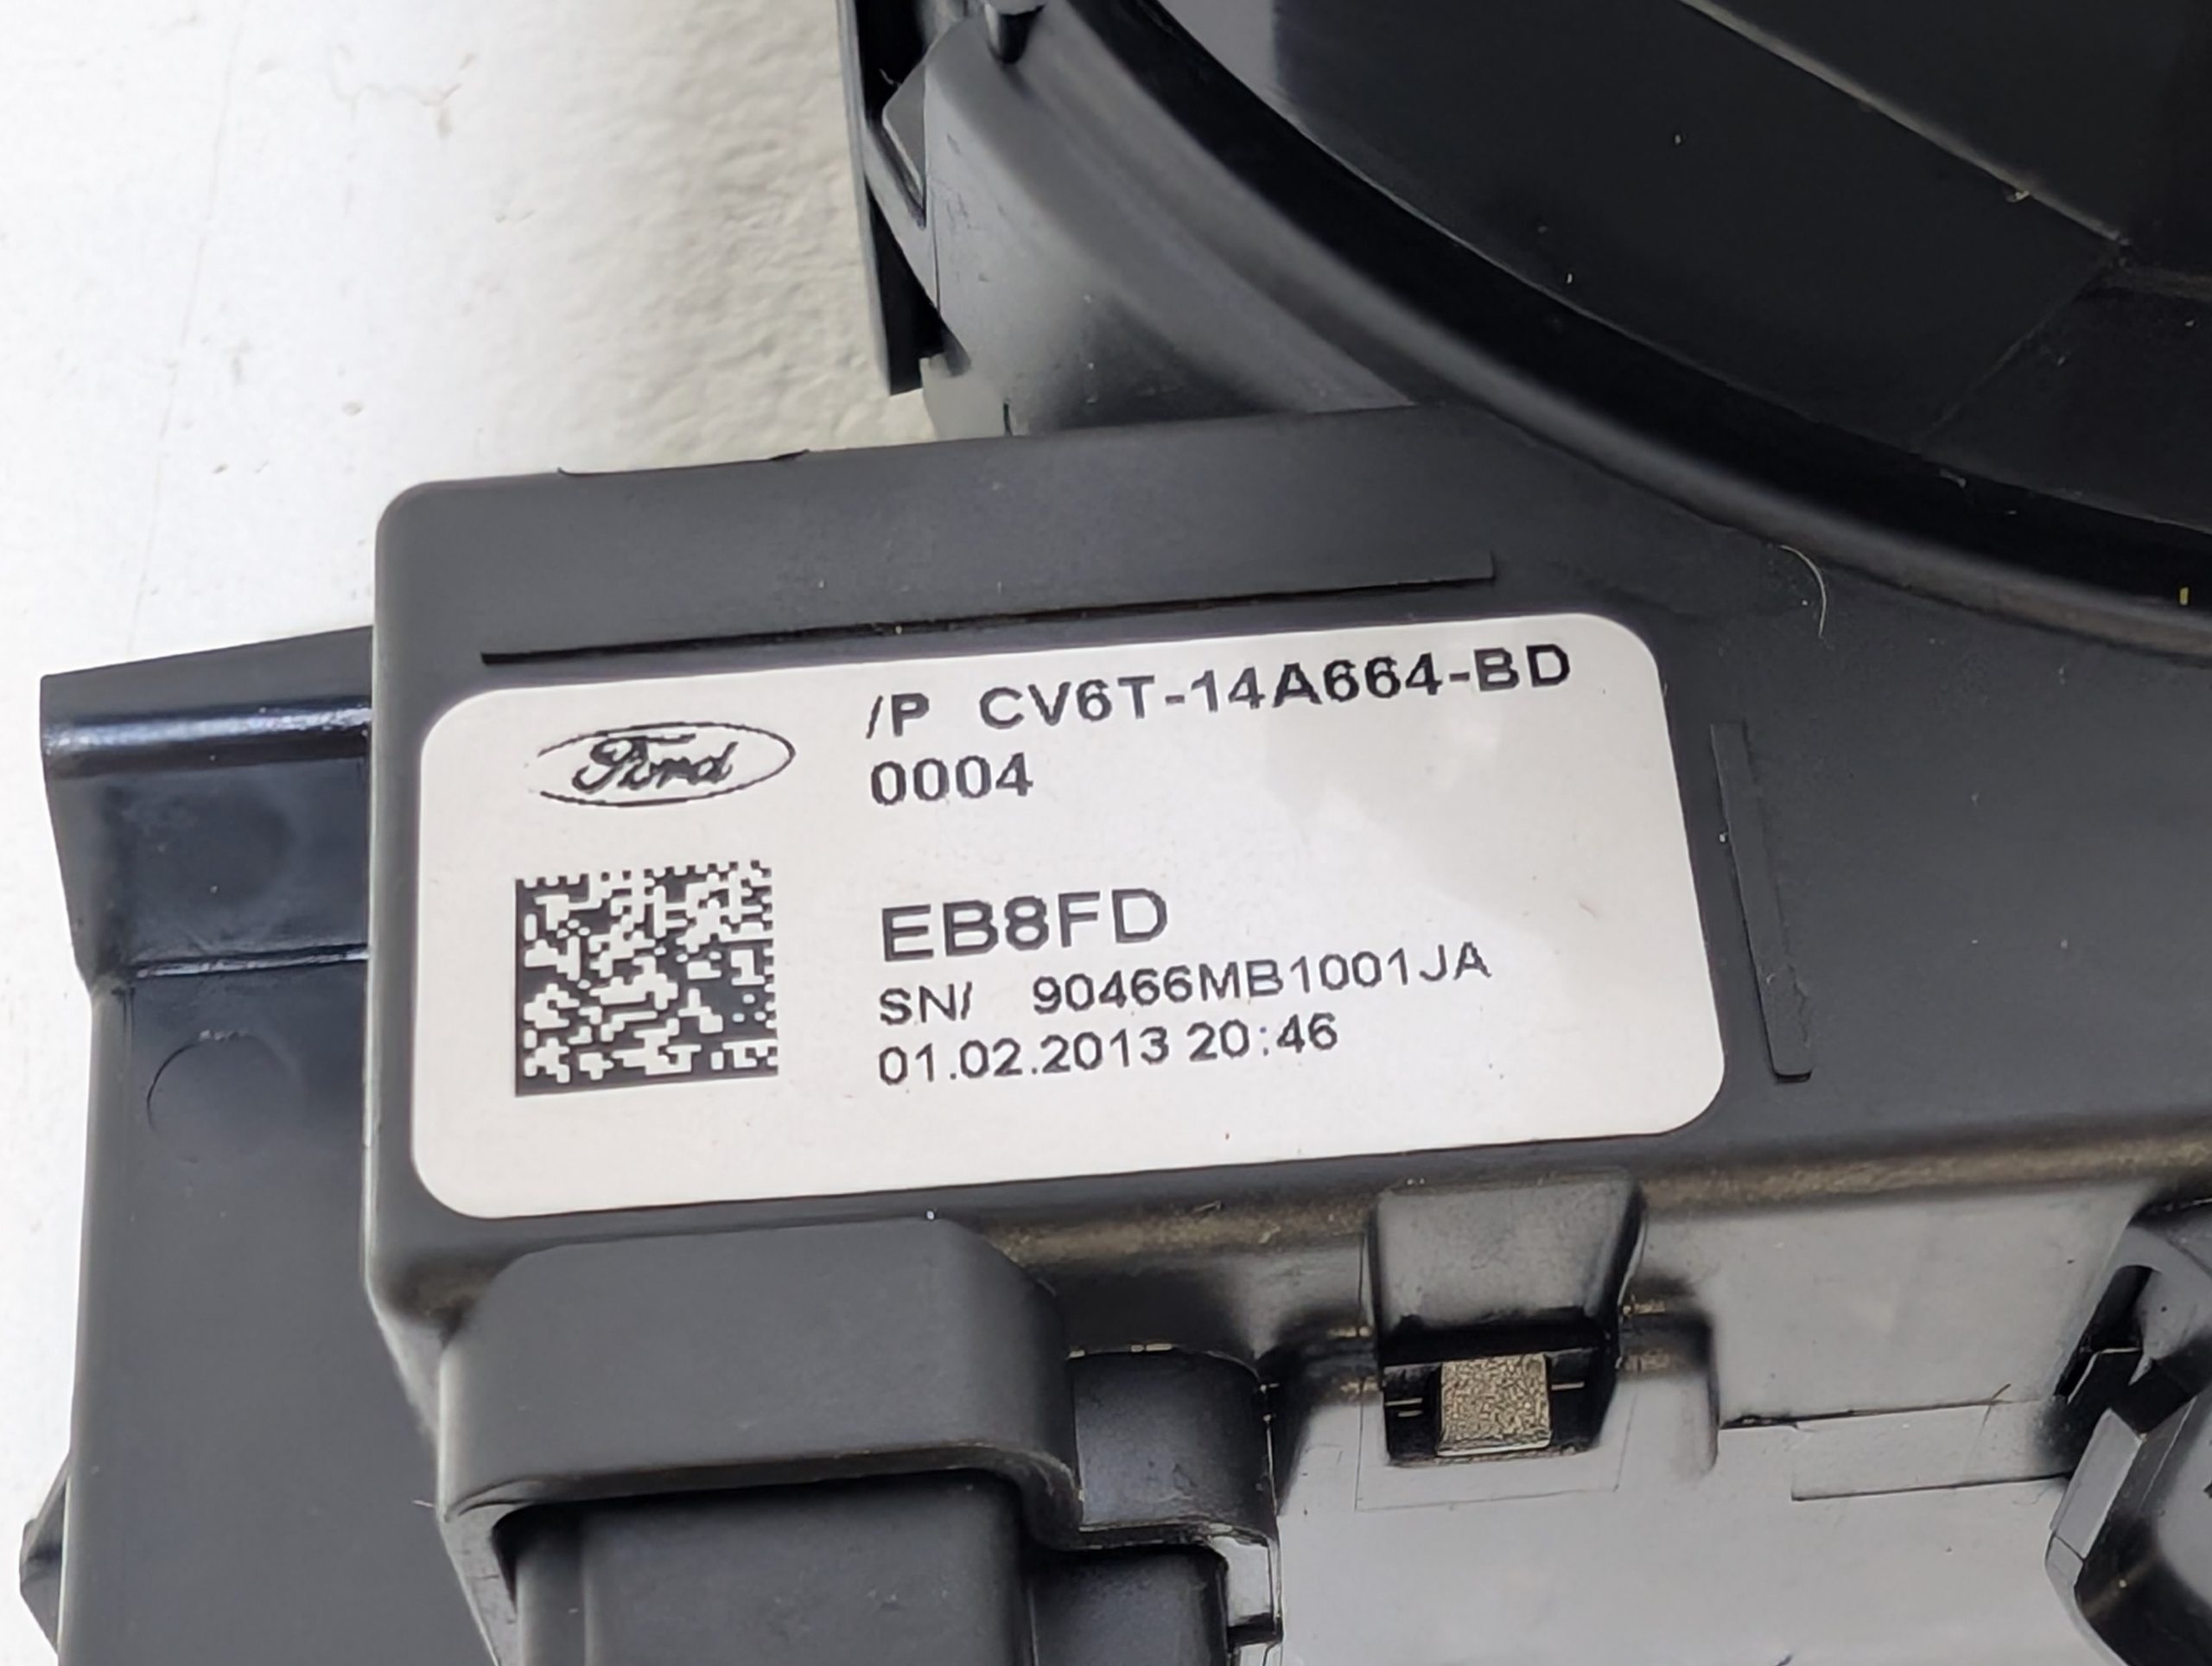 /P CV6T-14A664-BD
Ford
0004
EB8FD
SN/ 90466MB1001JA
01.02.2013 20:46